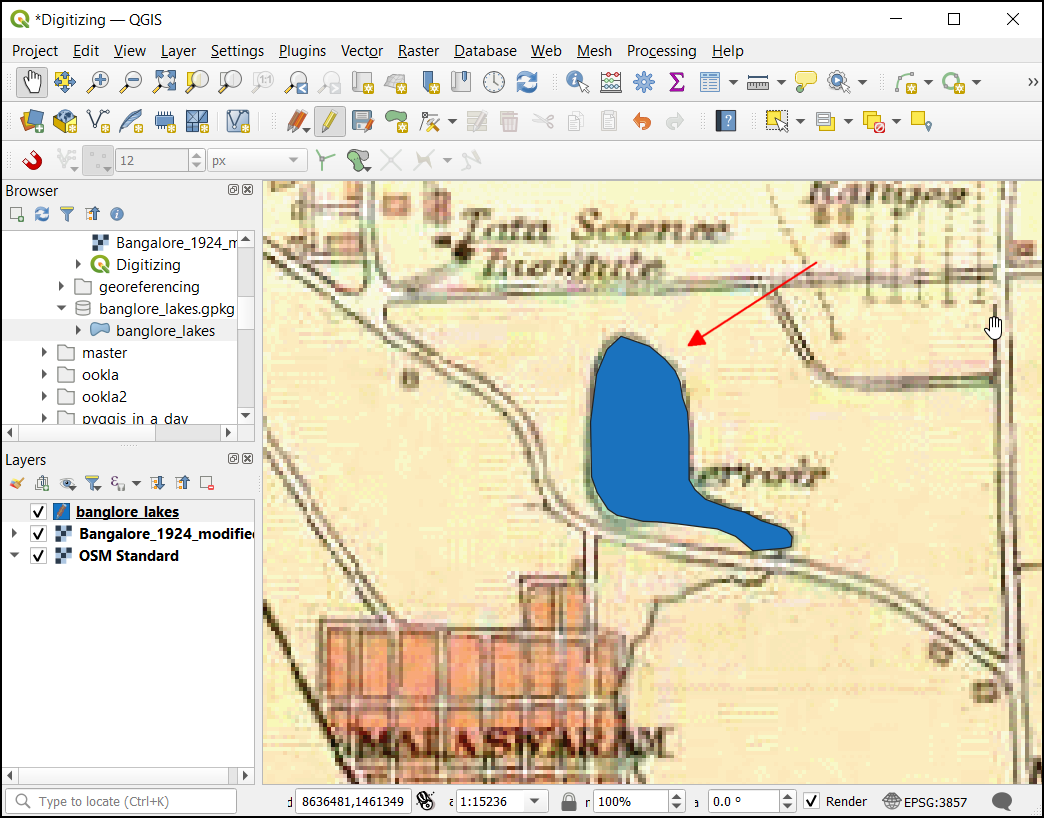 *Digitizing — QGIS
Project Edit View Layer Settings Plugins Vector Raster Database Web Mesh Processing Help
12 px
Browser
Bangalore_1924_m
Digitizing
georeferencing
banglore_lakes.gpkg
banglore_lakes
master
ookla
ookla2
pyqgis_in_a_day
Layers
banglore_lakes
Bangalore_1924_modified
OSM Standard
Tata Science
Institute
MALASWARAM
Type to locate (Ctrl+K)
8636481,1461349
1:15236
100%
0.0 °
Render
EPSG:3857